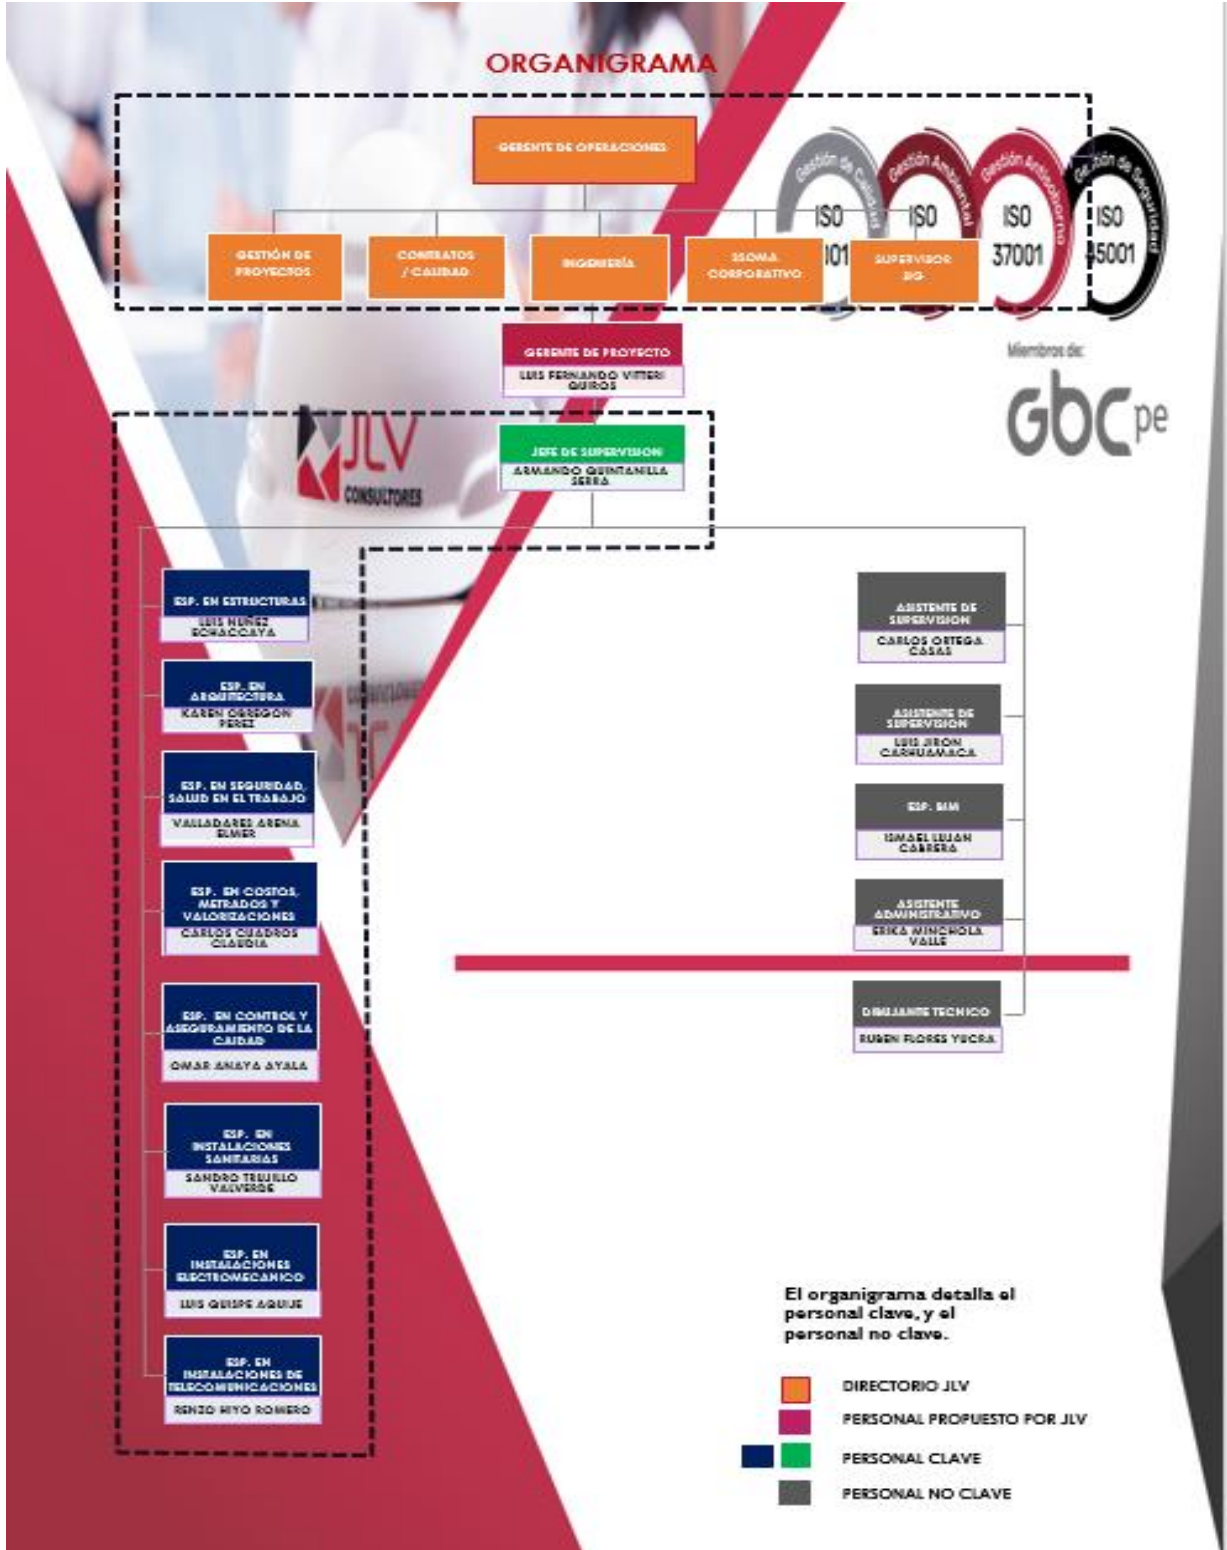 ORGANIGRAMA
GERENTE DE OPERACIONES
Gestión de Calidad
ISO
Gestión Ambiental
ISO
Gestión Antisoborno
ISO
37001
Gestión de Seguridad
ISO
45001
GESTIÓN DE
PROYECTOS
CONTRATOS
/ CALIDAD
INGENIERÍA
SSOMA
CORPORATIVO
001
SUPERVISOR
SIG
GERENTE DE PROYECTO
LUIS FERNANDO VITTERI
QUIROS
Miembros de:
Gbc pe
JEFE DE SUPERVISION
ARMANDO QUINTANILLA
SERRA
JLV
CONSULTORES
ESP. EN ESTRUCTURAS
LUIS NUÑEZ
ECHACCAYA
ESP. EN
ARQUITECTURA
KAREN OBREGON
PEREZ
ESP. EN SEGURIDAD,
SALUD EN EL TRABAJO
VALLADARES ARENA
ELMER
ESP. EN COSTOS,
METRADOS Y
VALORIZACIONES
CARLOS CUADROS
CLAUDIA
ESP. EN CONTROL Y
ASEGURAMIENTO DE LA
CAIDAD
OMAR ANAYA AYALA
ESP. EN
INSTALACIONES
SANITARIAS
SANDRO TRUJILLO
VALVERDE
ESP. EN
INSTALACIONES
ELECTROMECANICO
LUIS QUISPE AQUIJE
ESP. EN
INSTALACIONES DE
TELECOMUNICACIONES
RENZO HIYO ROMERO
ASISTENTE DE
SUPERVISION
CARLOS ORTEGA
CASAS
ASISTENTE DE
SUPERVISION
LUIS JIRON
CARHUAMACA
ESP. BIM
ISMAEL LUJAN
CABRERA
ASISTENTE
ADMINISTRATIVO
ERIKA MINCHOLA
VALLE
DIBUJANTE TECNICO
RUBEN FLORES YUCRA
El organigrama detalla el
personal clave, y el
personal no clave.
DIRECTORIO JLV
PERSONAL PROPUESTO POR JLV
PERSONAL CLAVE
PERSONAL NO CLAVE